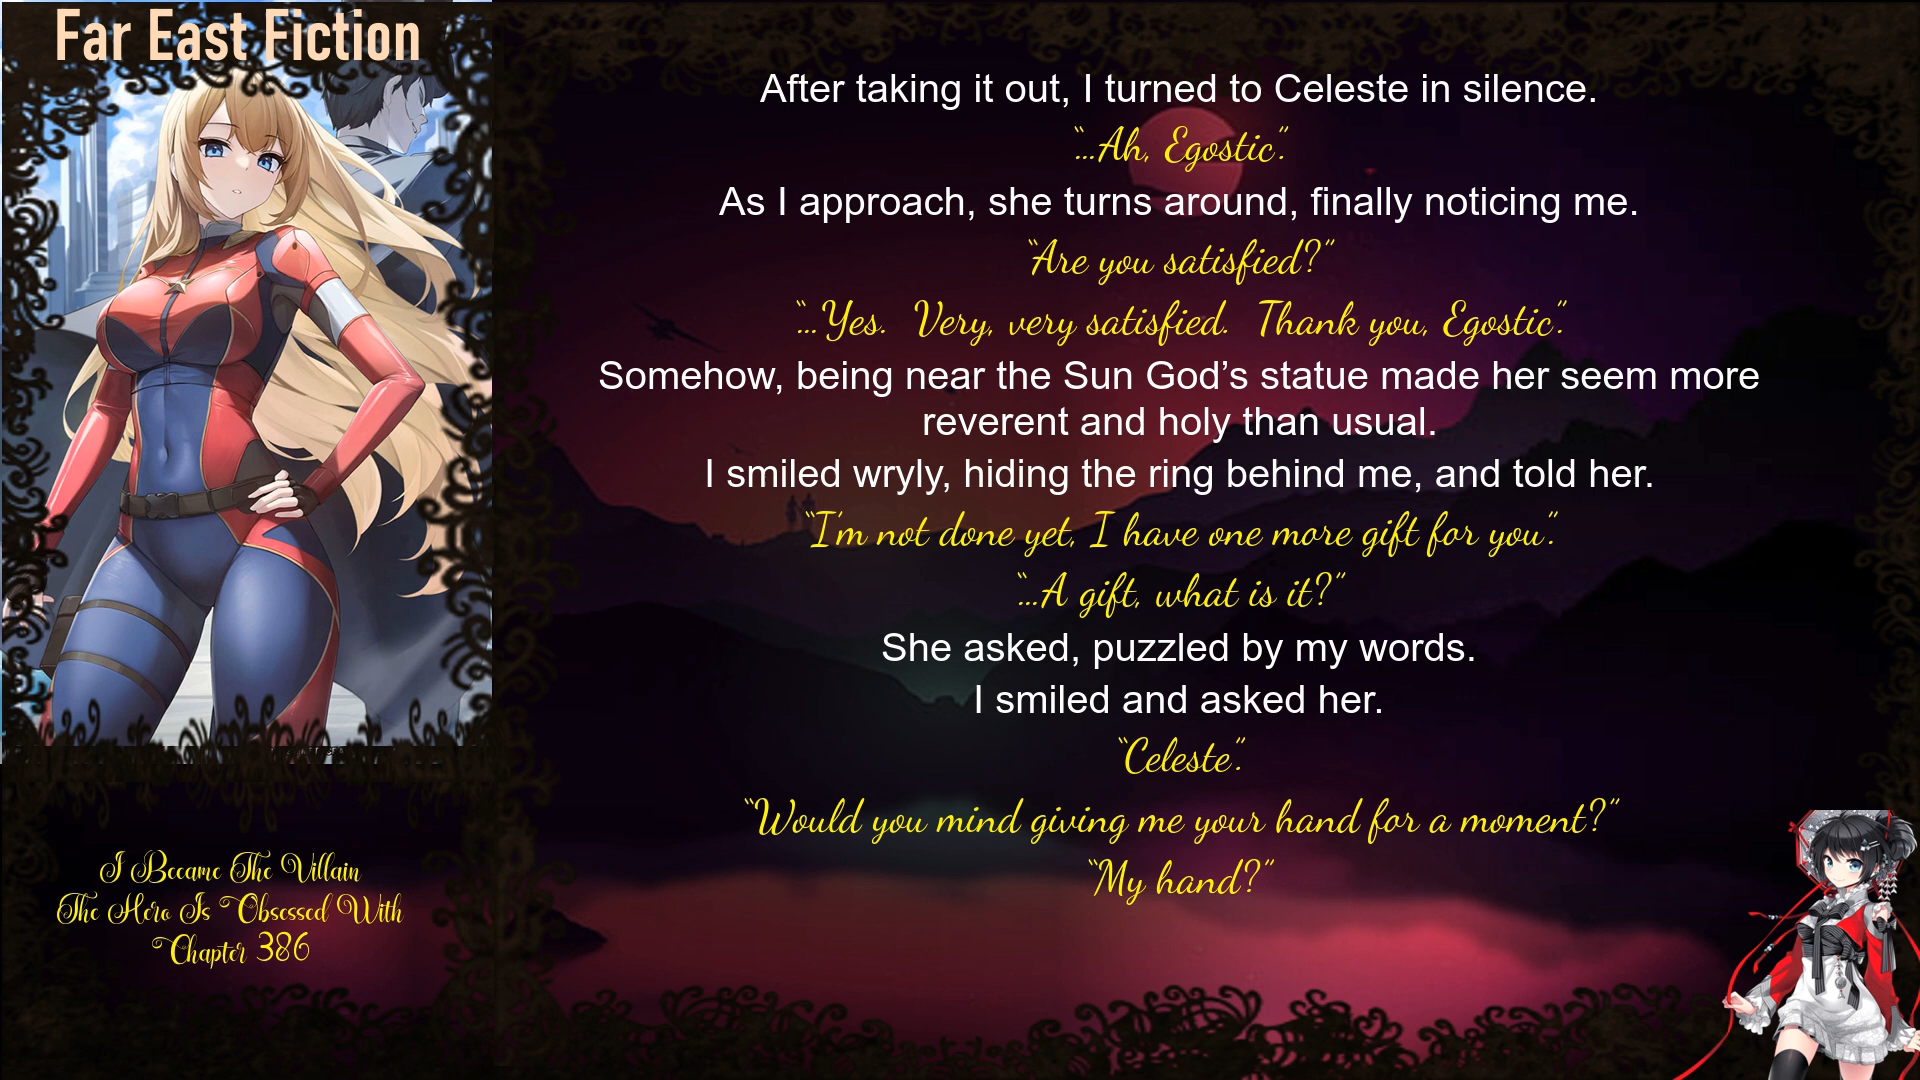 Far East Fiction
After taking it out, I turned to Celeste in silence.
“…Ah, Egostic”.
As I approach, she turns around, finally noticing me.
“Are you satisfied?”
“…Yes. Very, very satisfied. Thank you, Egostic”.
Somehow, being near the Sun God’s statue made her seem more
reverent and holy than usual.
I smiled wryly, hiding the ring behind me, and told her.
“I’m not done yet, I have one more gift for you”.
“…A gift, what is it?”
She asked, puzzled by my words.
I smiled and asked her.
“Celeste”.
“Would you mind giving me your hand for a moment?”
“My hand?”
I Became The Villain
The Hero Is Obsessed With
Chapter 386